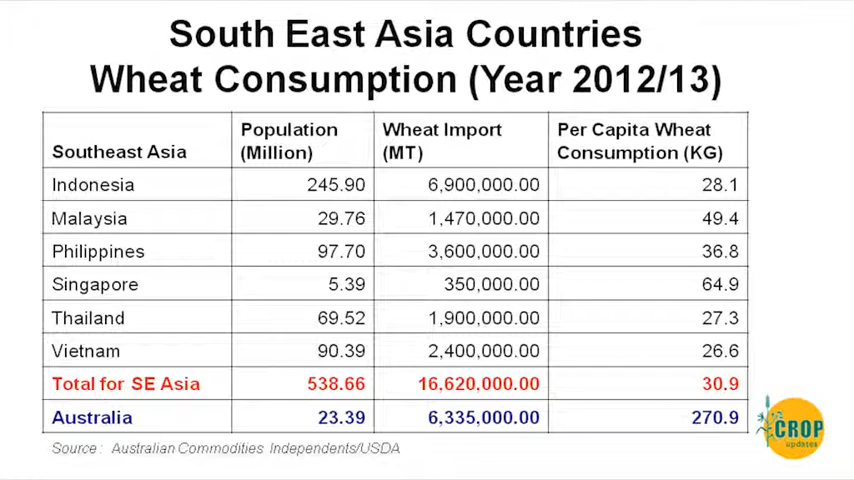 South East Asia Countries
Wheat Consumption (Year 2012/13)
Southeast Asia Population (Million) Wheat Import (MT) Per Capita Wheat Consumption (KG)
Indonesia 245.90 6,900,000.00 28.1
Malaysia 29.76 1,470,000.00 49.4
Philippines 97.70 3,600,000.00 36.8
Singapore 5.39 350,000.00 64.9
Thailand 69.52 1,900,000.00 27.3
Vietnam 90.39 2,400,000.00 26.6
Total for SE Asia 538.66 16,620,000.00 30.9
Australia 23.39 6,335,000.00 270.9
Source : Australian Commodities Independents/USDA
CROP
updates